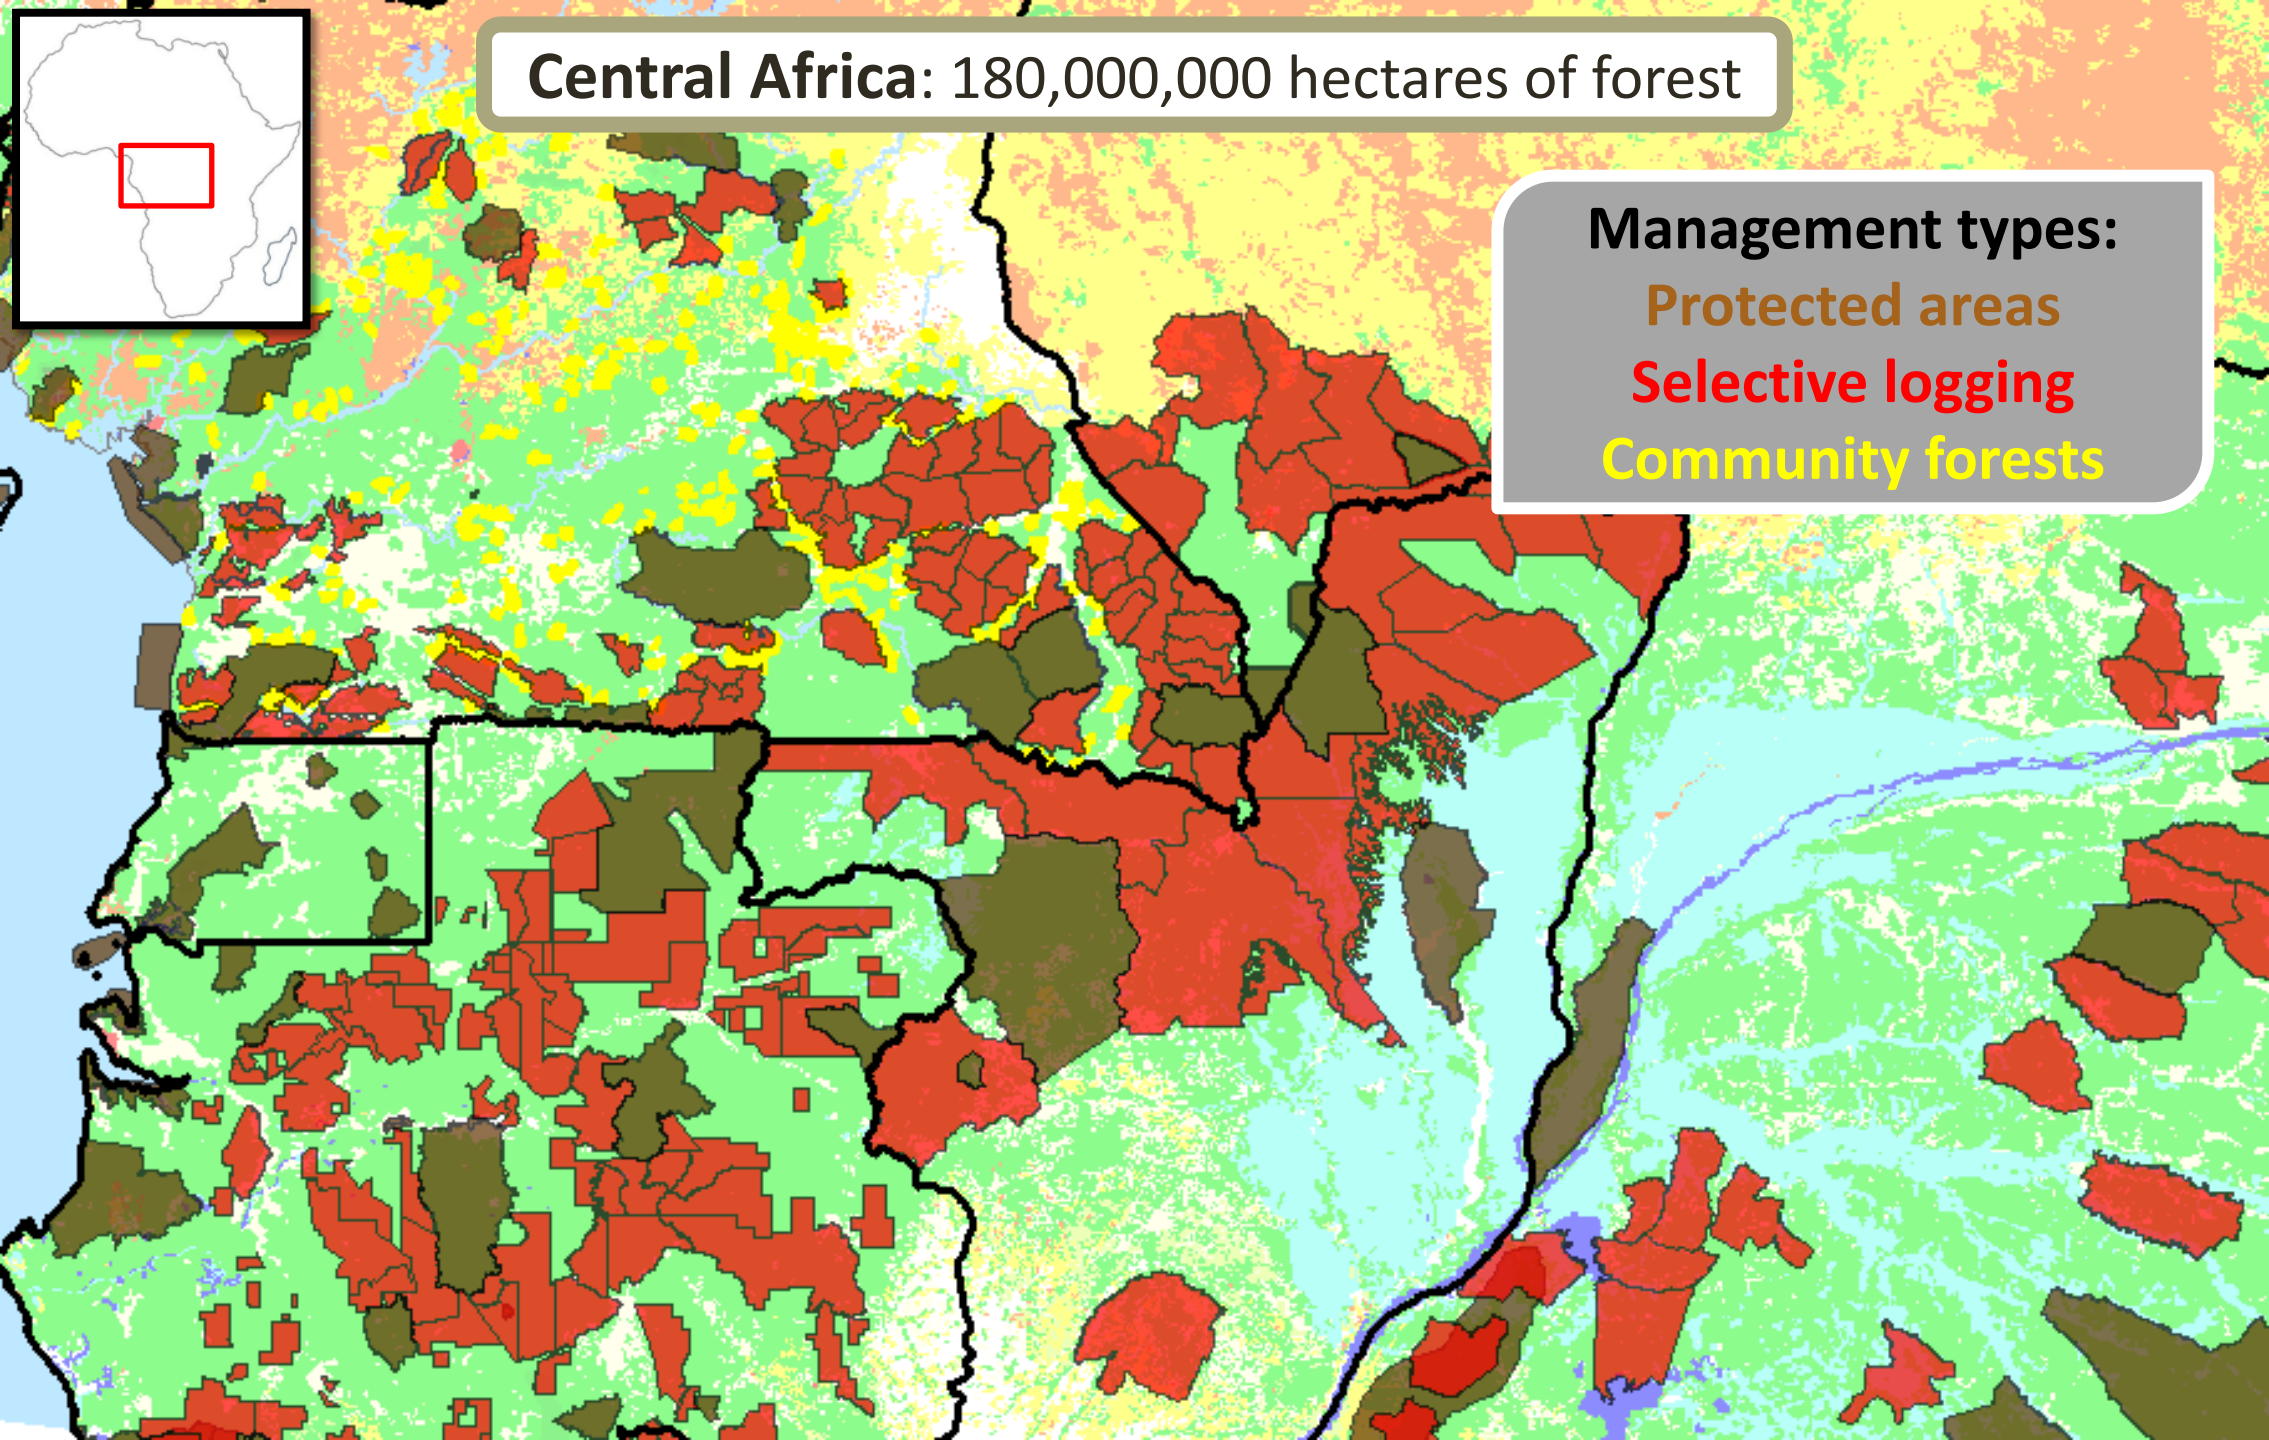 Central Africa: 180,000,000 hectares of forest
Management types:
Protected areas
Selective logging
Community forests